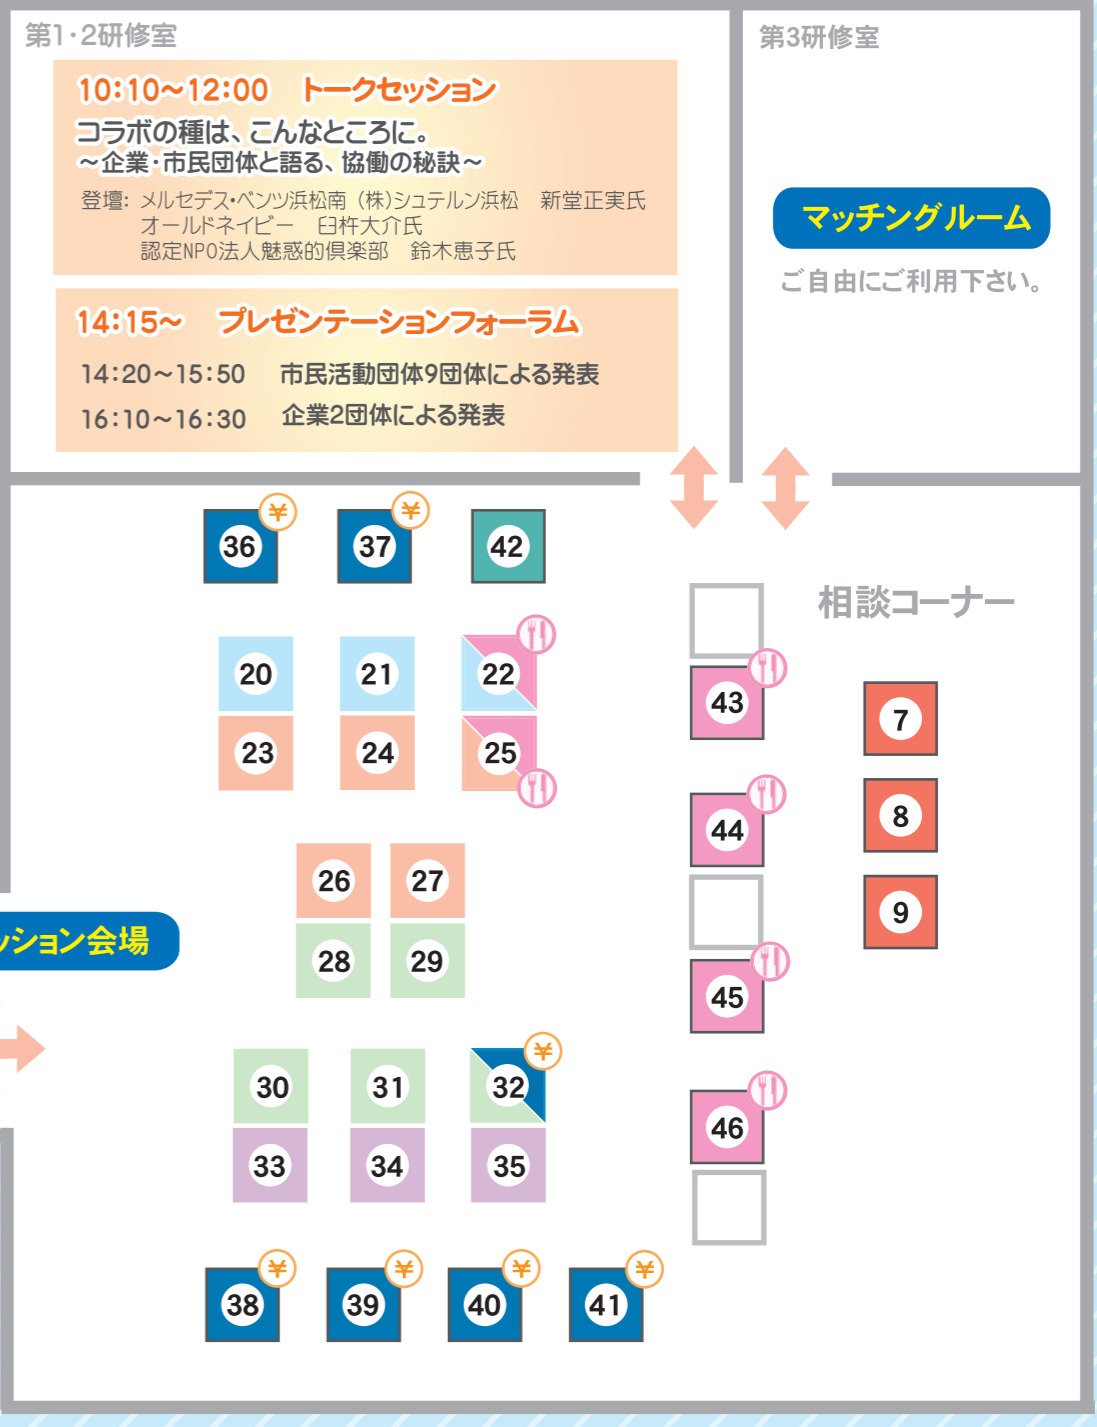 第1・2研修室
10:10～12:00　トークセッション
コラボの種は、こんなところに。
～企業・市民団体と語る、協働の秘訣～
登壇: メルセデス・ベンツ浜松南（株）シュテルン浜松　新堂正実氏
オールドネイビー　臼杵大介氏
認定NPO法人魅惑的倶楽部　鈴木恵子氏
14:15～　プレゼンテーションフォーラム
14:20～15:50　市民活動団体9団体による発表
16:10～16:30　企業2団体による発表
第3研修室
マッチングルーム
ご自由にご利用下さい。
¥ ¥
36 37 42
相談コーナー
20 21 22
43
7
23 24 25
44
8
26 27
9
ッション会場
28 29
45
¥
30 31 32
46
33 34 35
¥ ¥ ¥ ¥
38 39 40 41